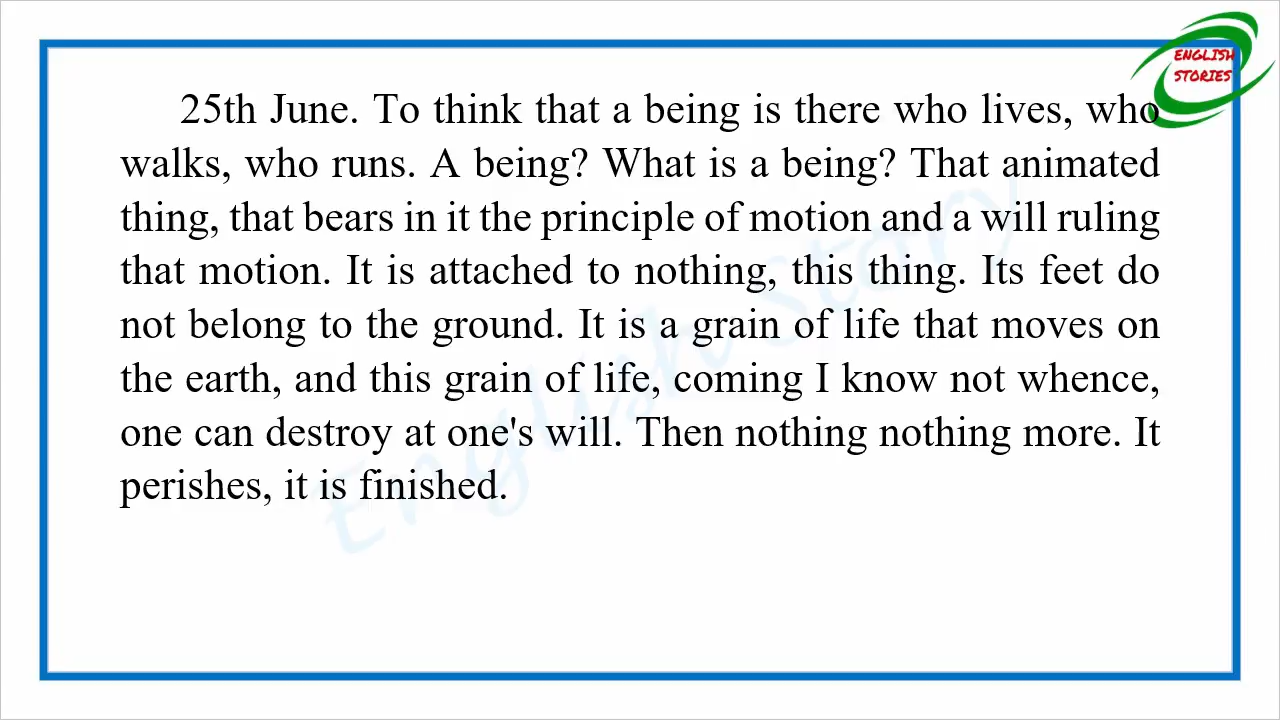 ENGLISH
STORIES
25th June. To think that a being is there who lives, who
walks, who runs. A being? What is a being? That animated
thing, that bears in it the principle of motion and a will ruling
that motion. It is attached to nothing, this thing. Its feet do
not belong to the ground. It is a grain of life that moves on
the earth, and this grain of life, coming I know not whence,
one can destroy at one's will. Then nothing nothing more. It
perishes, it is finished.
English Story